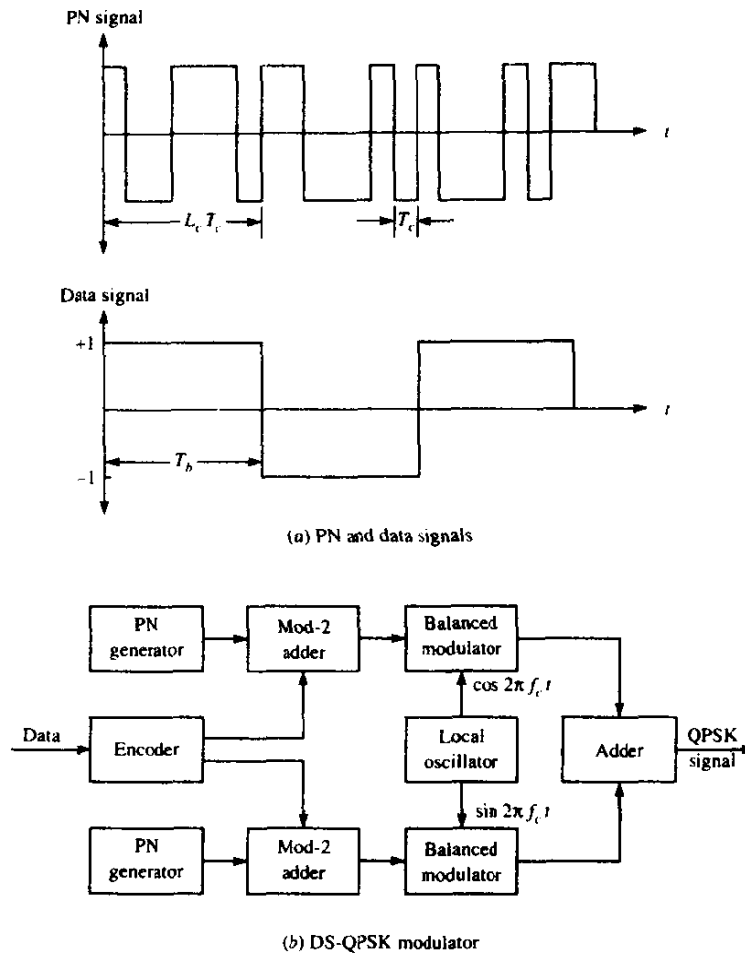 PN signal
t
L_c T_c
T_c
Data signal
+1
t
T_b
−1
(a) PN and data signals
PN generator
Mod-2 adder
Balanced modulator
cos 2π f_c t
Data
Encoder
Local oscillator
Adder
QPSK signal
sin 2π f_c t
PN generator
Mod-2 adder
Balanced modulator
(b) DS-QPSK modulator